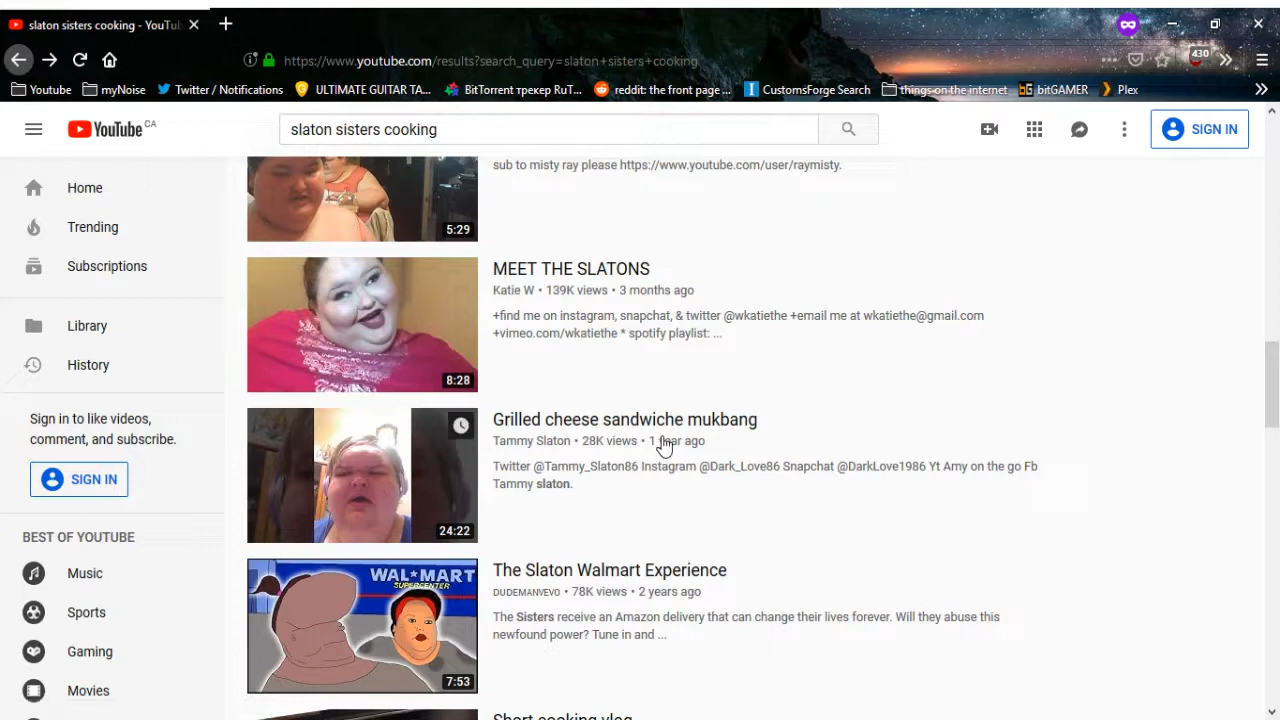 slaton sisters cooking - YouTu
https://www.youtube.com/results?search_query=slaton+sisters+cooking
430
Youtube
myNoise
Twitter / Notifications
ULTIMATE GUITAR TA...
BitTorrent трекер RuT...
reddit: the front page ...
CustomsForge Search
things on the internet
bG bitGAMER
Plex
YouTube CA
slaton sisters cooking
SIGN IN
Home
Trending
Subscriptions
Library
History
Sign in to like videos,
comment, and subscribe.
SIGN IN
BEST OF YOUTUBE
Music
Sports
Gaming
Movies
sub to misty ray please https://www.youtube.com/user/raymisty.
5:29
MEET THE SLATONS
Katie W • 139K views • 3 months ago
+find me on instagram, snapchat, & twitter @wkatiethe +email me at wkatiethe@gmail.com
+vimeo.com/wkatiethe * spotify playlist: ...
8:28
Grilled cheese sandwiche mukbang
Tammy Slaton • 28K views • 1 year ago
Twitter @Tammy_Slaton86 Instagram @Dark_Love86 Snapchat @DarkLove1986 Yt Amy on the go Fb
Tammy slaton.
24:22
The Slaton Walmart Experience
DUDEMANVEVO • 78K views • 2 years ago
The Sisters receive an Amazon delivery that can change their lives forever. Will they abuse this
newfound power? Tune in and ...
WAL★MART
SUPERCENTER
7:53
Short cooking vlog